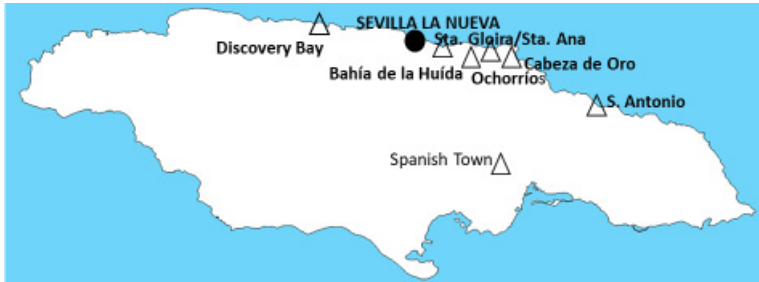 SEVILLA LA NUEVA
Discovery Bay
Sta. Gloira/Sta. Ana
Bahía de la Huída
Cabeza de Oro
Ochorríos
S. Antonio
Spanish Town